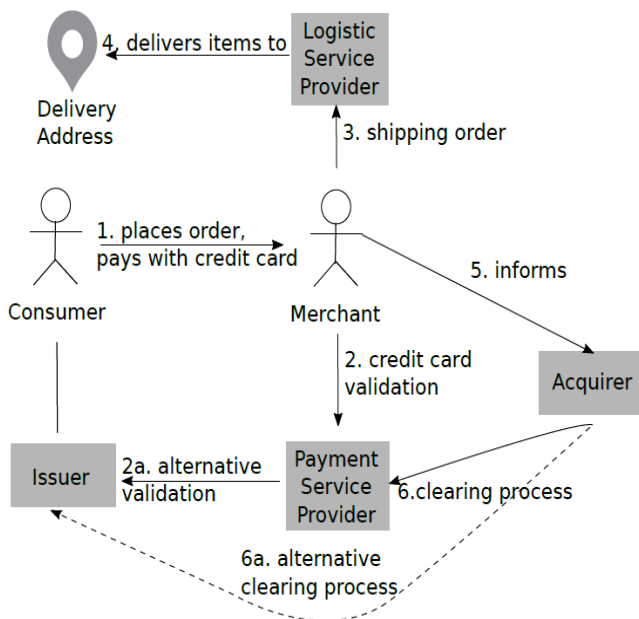 4. delivers items to
Logistic
Service
Provider
Delivery
Address
3. shipping order
1. places order,
pays with credit card
Consumer
Merchant
5. informs
2. credit card
validation
Acquirer
Issuer
2a. alternative
validation
Payment
Service
Provider
6.clearing process
6a. alternative
clearing process